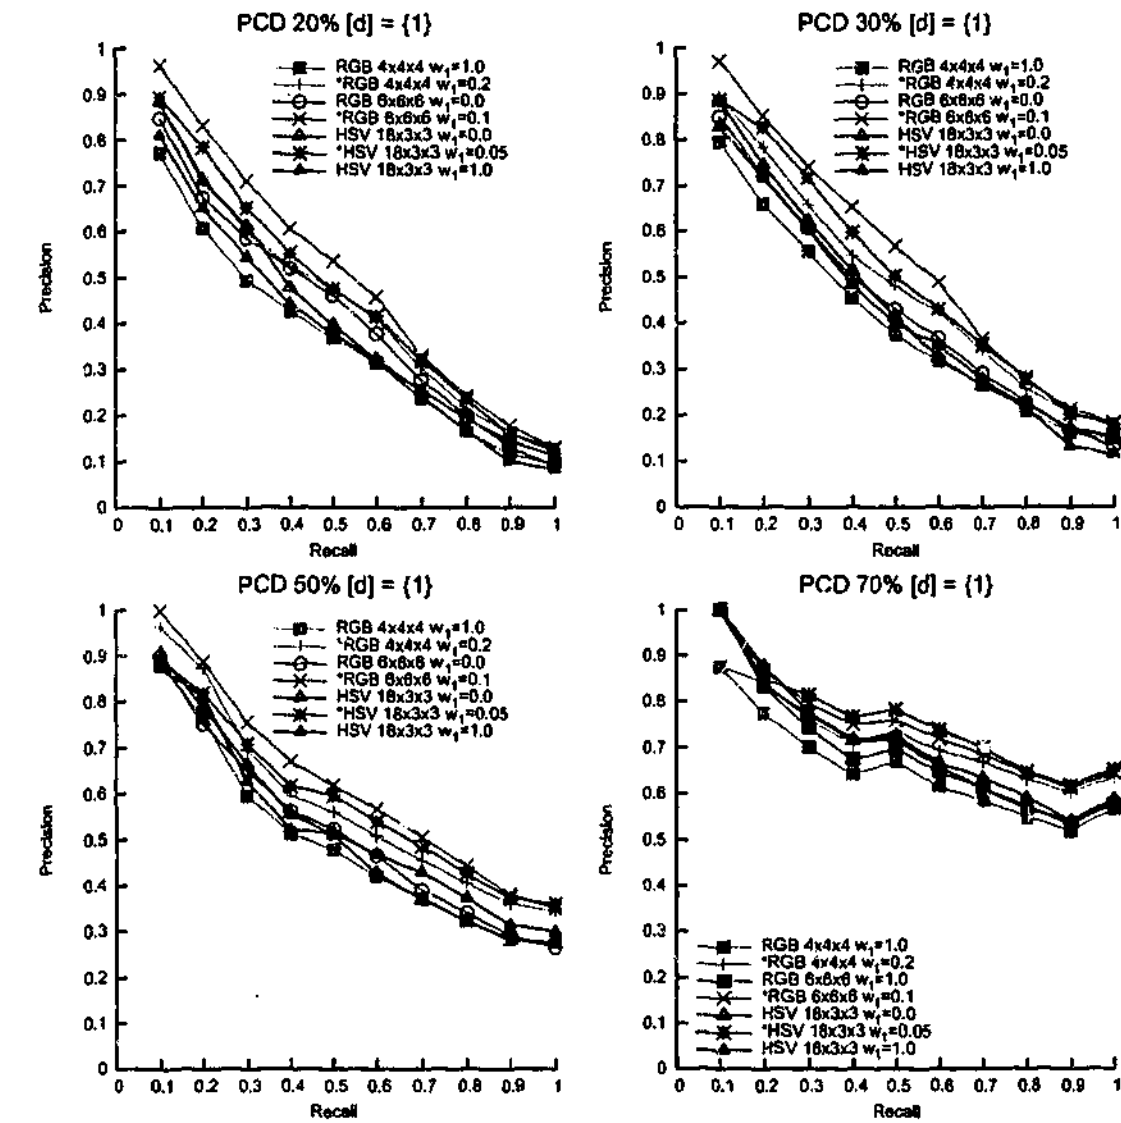 PCD 20% [d] = {1}
1
0.9
0.8
0.7
0.6
0.5
0.4
0.3
0.2
0.1
0
Precision
RGB 4x4x4 w1=1.0
*RGB 4x4x4 w1=0.2
RGB 6x6x6 w1=0.0
*RGB 6x6x6 w1=0.1
HSV 18x3x3 w1=0.0
*HSV 18x3x3 w1=0.05
HSV 18x3x3 w1=1.0
0 0.1 0.2 0.3 0.4 0.5 0.6 0.7 0.8 0.9 1
Recall
PCD 30% [d] = {1}
1
0.9
0.8
0.7
0.6
0.5
0.4
0.3
0.2
0.1
0
Precision
RGB 4x4x4 w1=1.0
*RGB 4x4x4 w1=0.2
RGB 6x6x6 w1=0.0
*RGB 6x6x6 w1=0.1
HSV 18x3x3 w1=0.0
*HSV 18x3x3 w1=0.05
HSV 18x3x3 w1=1.0
0 0.1 0.2 0.3 0.4 0.5 0.6 0.7 0.8 0.9 1
Recall
PCD 50% [d] = {1}
1
0.9
0.8
0.7
0.6
0.5
0.4
0.3
0.2
0.1
0
Precision
RGB 4x4x4 w1=1.0
*RGB 4x4x4 w1=0.2
RGB 6x6x6 w1=0.0
*RGB 6x6x6 w1=0.1
HSV 18x3x3 w1=0.0
*HSV 18x3x3 w1=0.05
HSV 18x3x3 w1=1.0
0 0.1 0.2 0.3 0.4 0.5 0.6 0.7 0.8 0.9 1
Recall
PCD 70% [d] = {1}
1
0.9
0.8
0.7
0.6
0.5
0.4
0.3
0.2
0.1
0
Precision
RGB 4x4x4 w1=1.0
*RGB 4x4x4 w1=0.2
RGB 6x6x6 w1=1.0
*RGB 6x6x6 w1=0.1
HSV 18x3x3 w1=0.0
*HSV 18x3x3 w1=0.05
HSV 18x3x3 w1=1.0
0 0.1 0.2 0.3 0.4 0.5 0.6 0.7 0.8 0.9 1
Recall